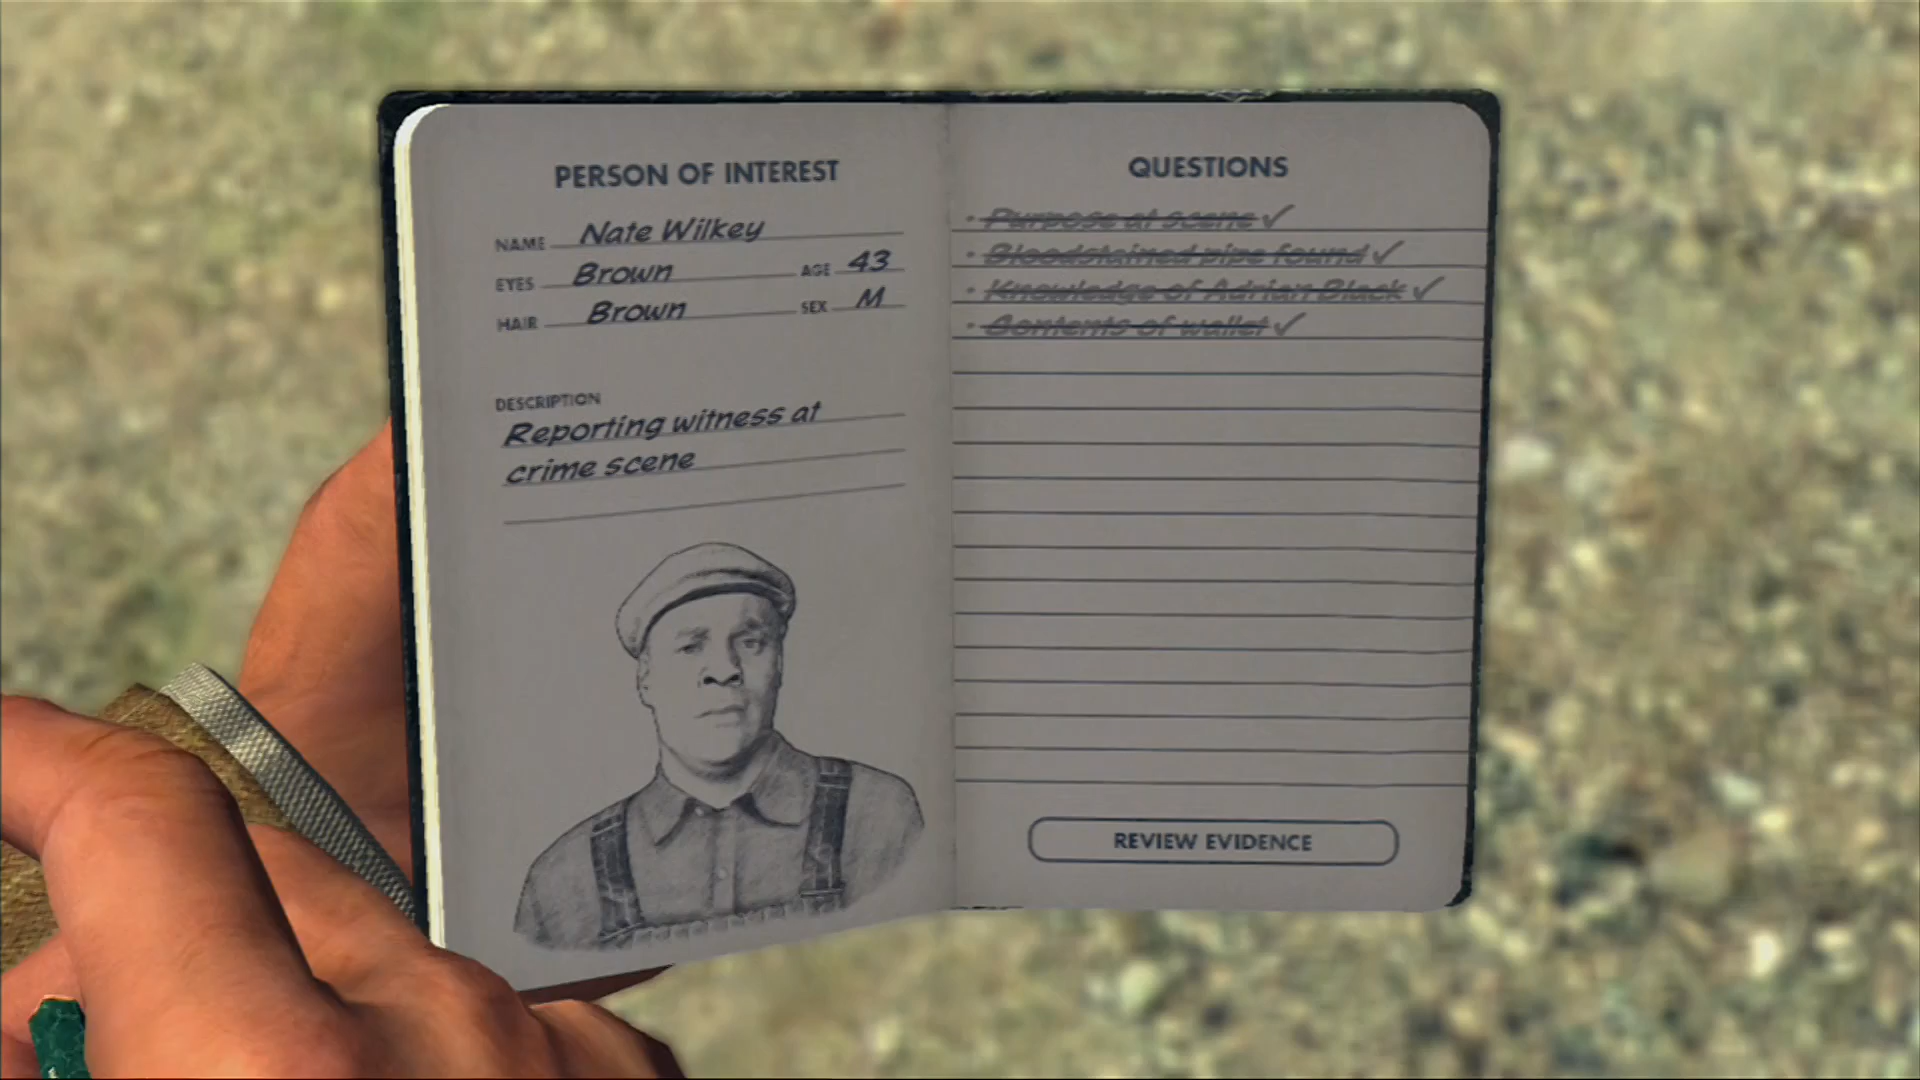 PERSON OF INTEREST
NAME Nate Wilkey
EYES Brown AGE 43
HAIR Brown SEX M
DESCRIPTION
Reporting witness at
crime scene
QUESTIONS
· Purpose at scene ✓
· Bloodstained pipe found ✓
· Knowledge of Adrian Black ✓
· Contents of wallet ✓
REVIEW EVIDENCE